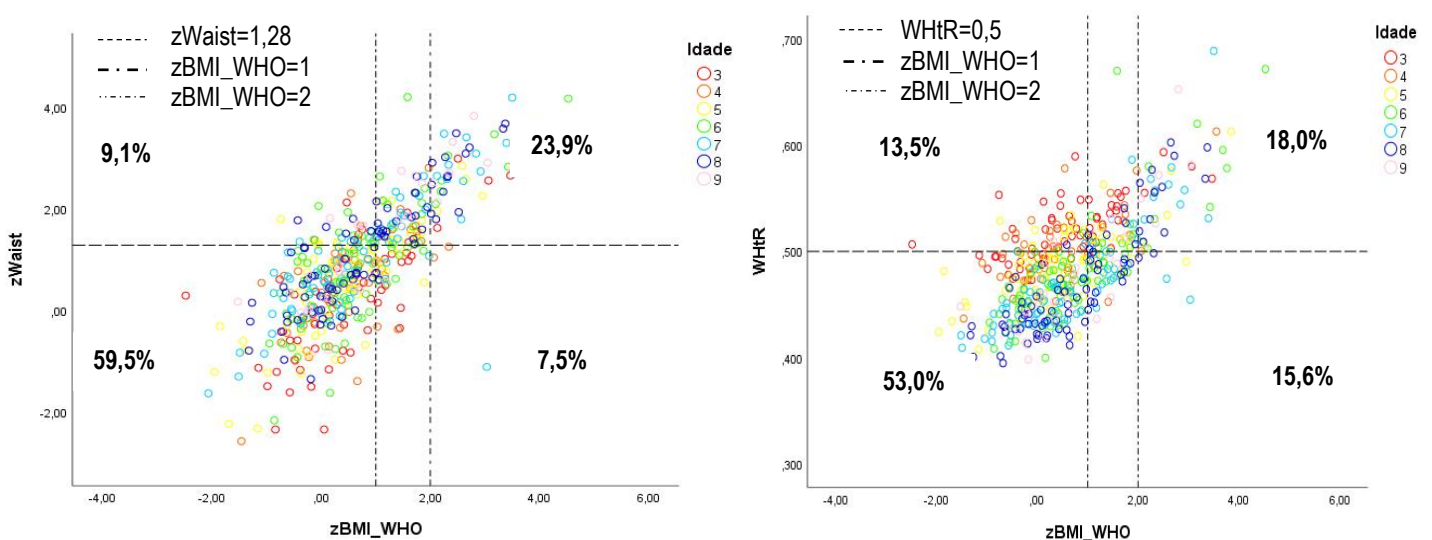 zWaist=1,28
zBMI_WHO=1
zBMI_WHO=2
Idade
3
4
5
6
7
8
9
4,00
2,00
,00
-2,00
zWaist
9,1%
23,9%
59,5%
7,5%
-4,00 -2,00 ,00 2,00 4,00 6,00
zBMI_WHO
WHtR=0,5
zBMI_WHO=1
zBMI_WHO=2
Idade
3
4
5
6
7
8
9
,700
,600
,500
,400
,300
WHtR
13,5%
18,0%
53,0%
15,6%
-4,00 -2,00 ,00 2,00 4,00 6,00
zBMI_WHO